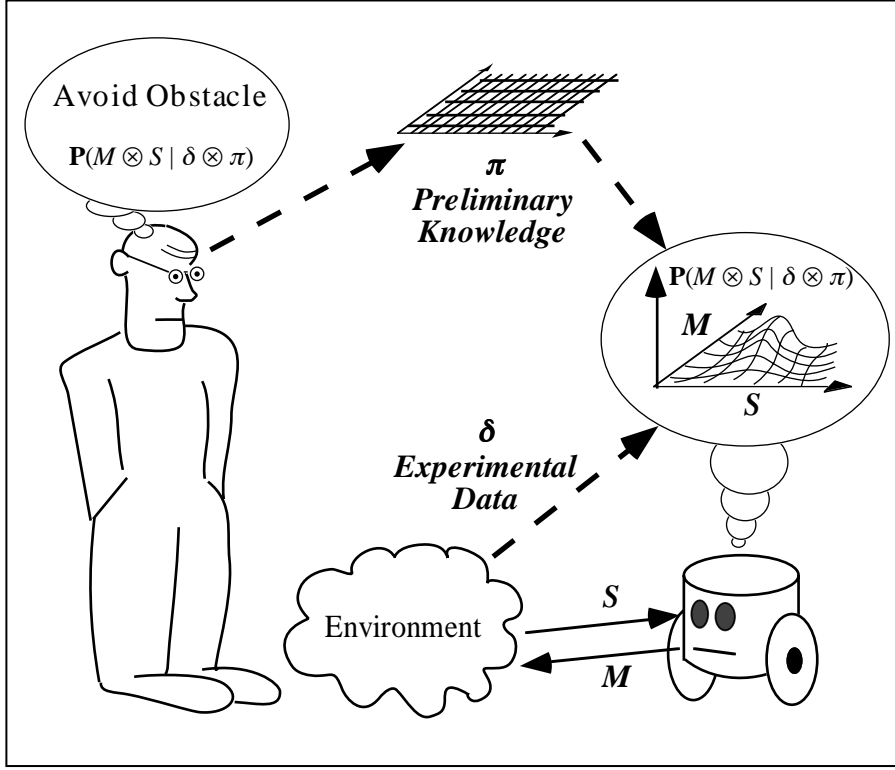 Avoid Obstacle
P(M ⊗ S | δ ⊗ π)
π
Preliminary
Knowledge
P(M ⊗ S | δ ⊗ π)
M
S
δ
Experimental
Data
Environment
S
M